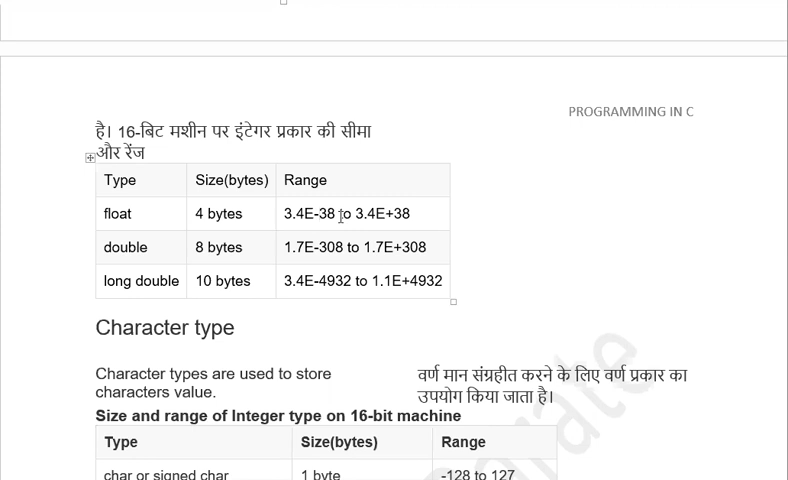 PROGRAMMING IN C
है। 16-बिट मशीन पर इंटेगर प्रकार की सीमा
और रेंज
Type Size(bytes) Range
float 4 bytes 3.4E-38 to 3.4E+38
double 8 bytes 1.7E-308 to 1.7E+308
long double 10 bytes 3.4E-4932 to 1.1E+4932
Character type
Character types are used to store
characters value.
वर्ण मान संग्रहीत करने के लिए वर्ण प्रकार का
उपयोग किया जाता है।
Size and range of Integer type on 16-bit machine
Type Size(bytes) Range
char or signed char 1 byte -128 to 127